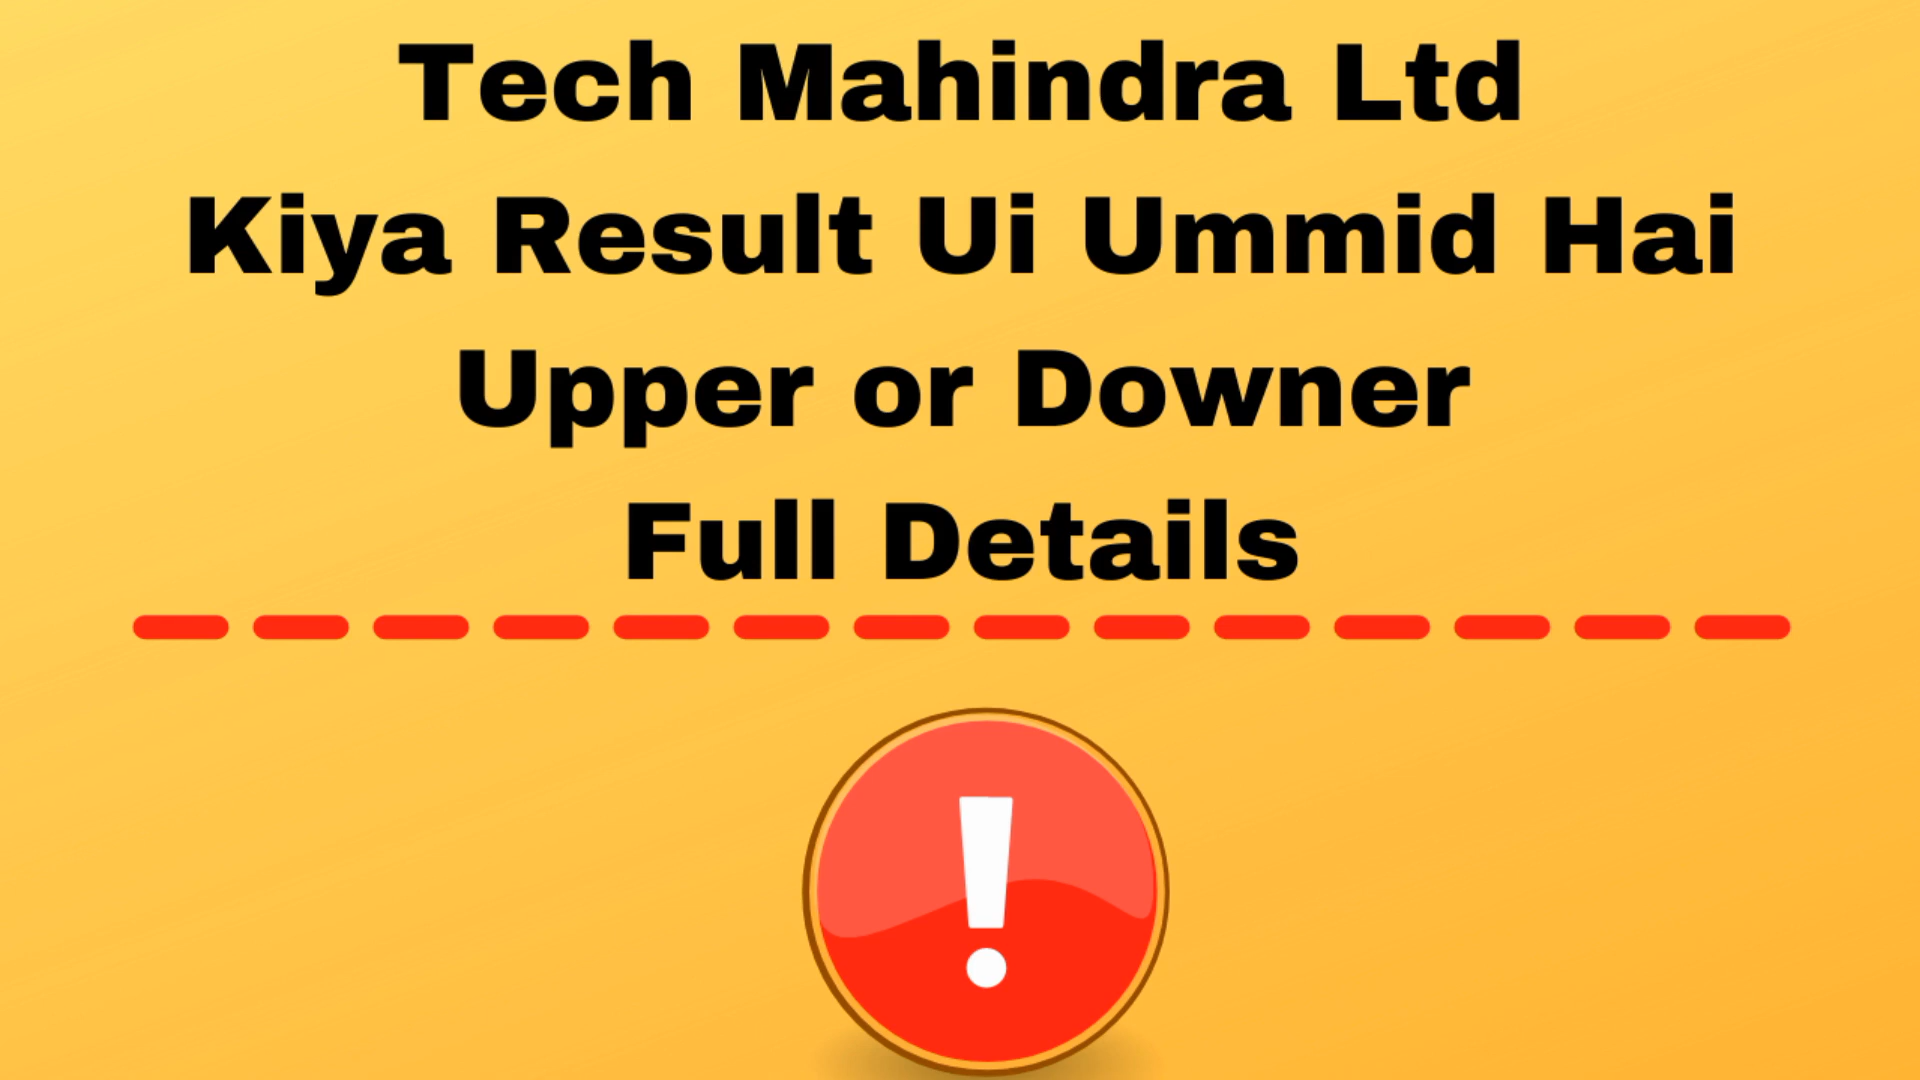 Tech Mahindra Ltd
Kiya Result Ui Ummid Hai
Upper or Downer
Full Details